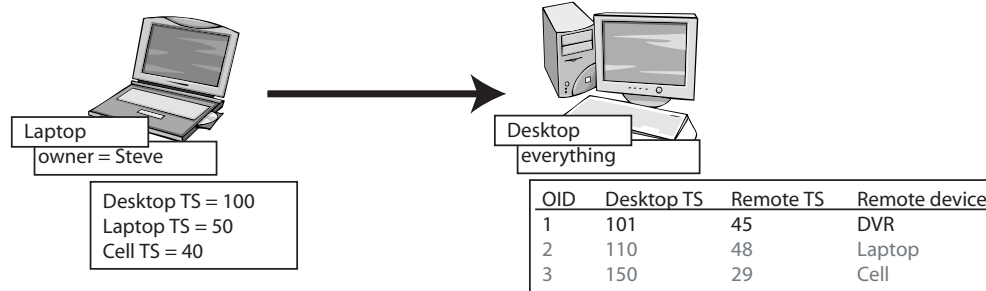 Laptop
owner = Steve
Desktop TS = 100
Laptop TS = 50
Cell TS = 40
Desktop
everything
OID Desktop TS Remote TS Remote device
1 101 45 DVR
2 110 48 Laptop
3 150 29 Cell